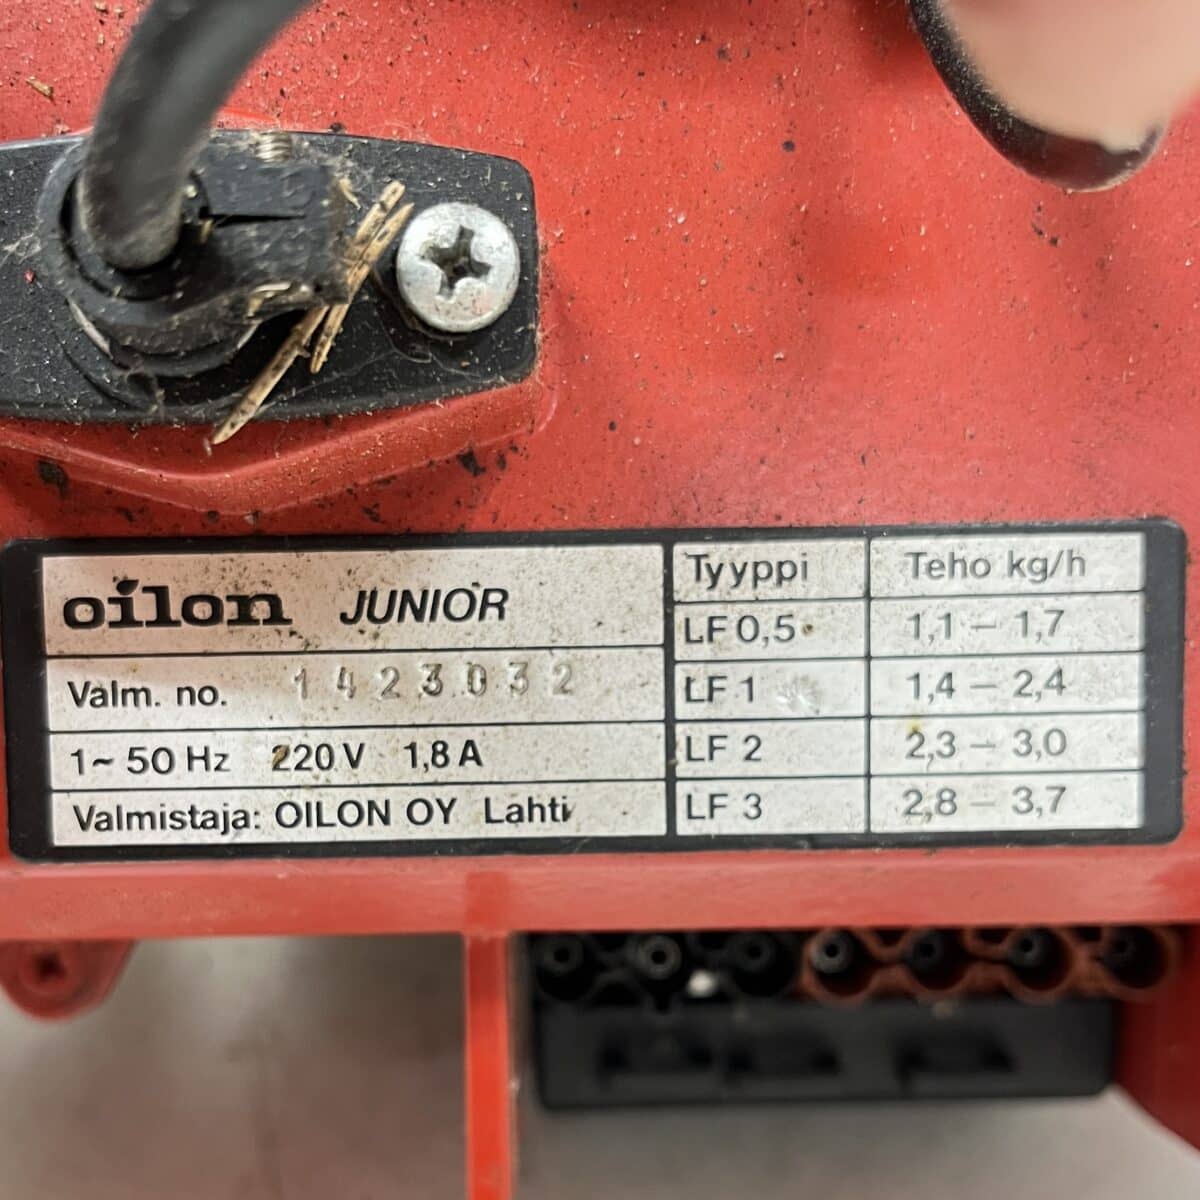 oilon JUNIOR
Valm. no. 1423032
1~ 50 Hz 220 V 1,8 A
Valmistaja: OILON OY Lahti
Tyyppi Teho kg/h
LF 0,5 1,1 – 1,7
LF 1 1,4 – 2,4
LF 2 2,3 – 3,0
LF 3 2,8 – 3,7